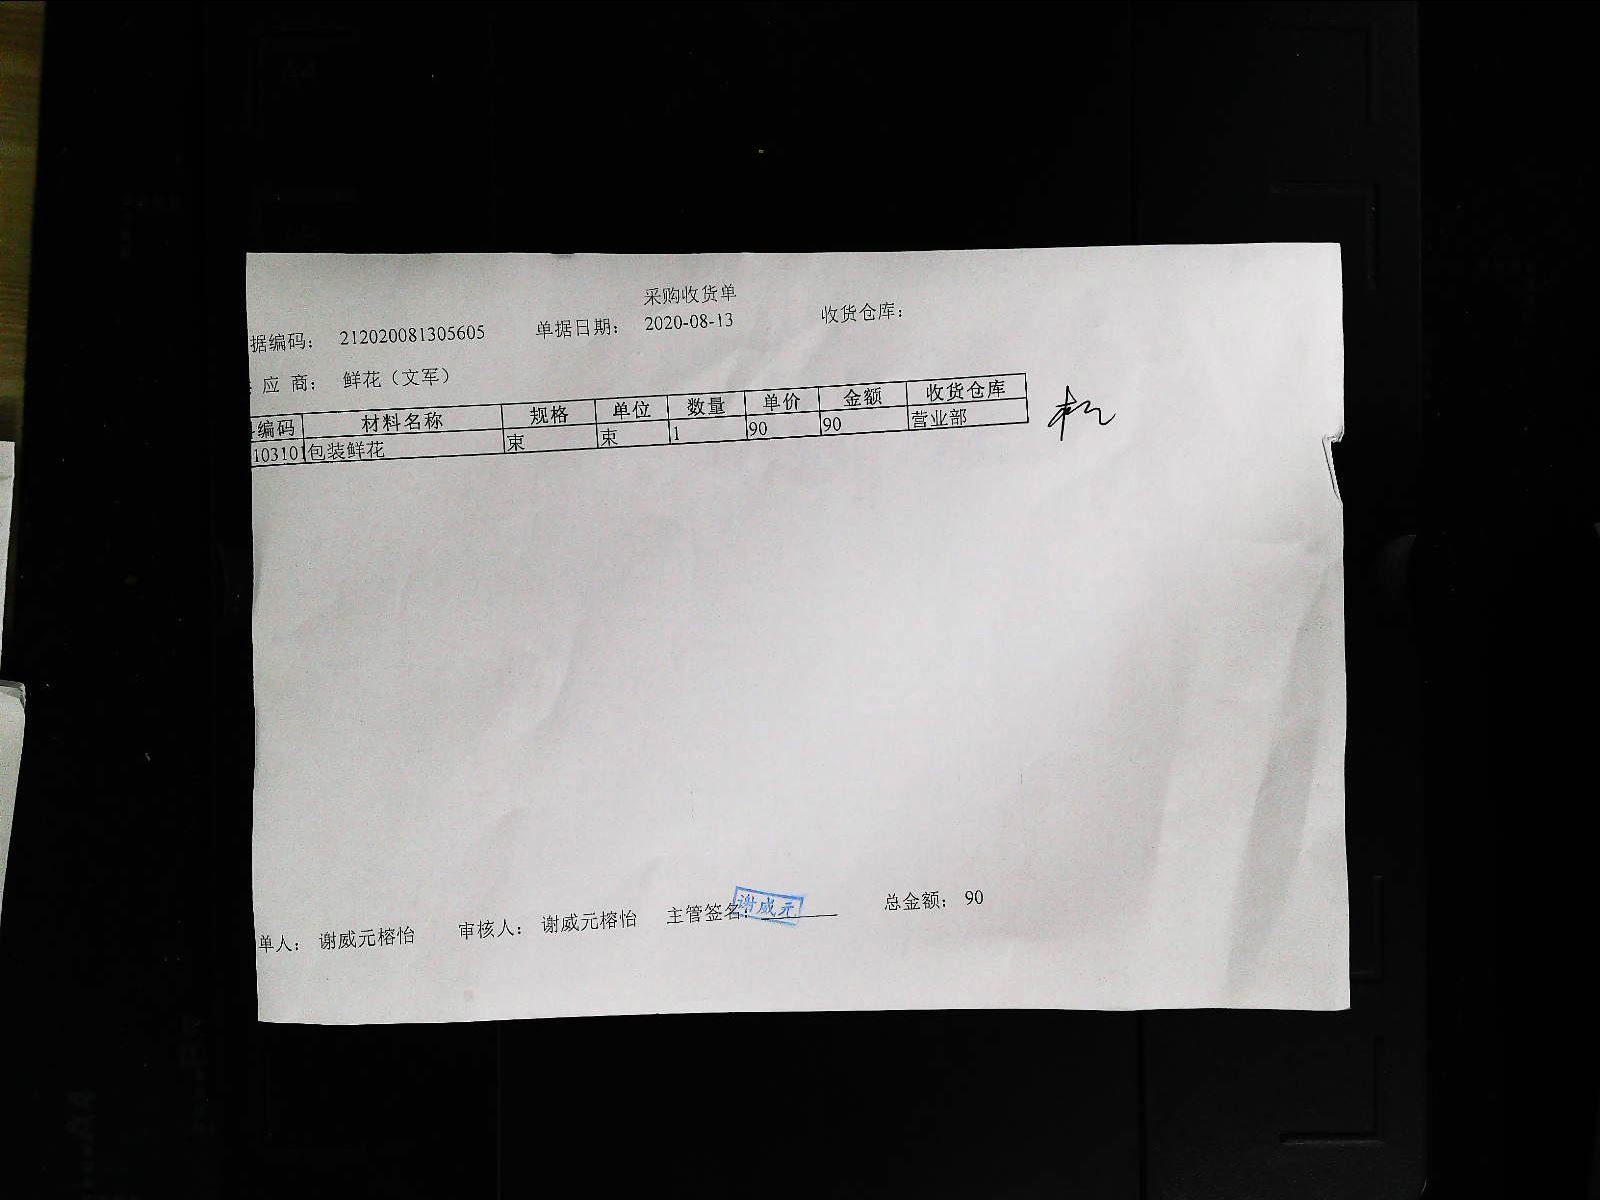 采购收货单
据编码： 212020081305605 单据日期： 2020-08-13 收货仓库：
应 商： 鲜花（文军）
编码 材料名称 规格 单位 数量 单价 金额 收货仓库
103101 包装鲜花 束 束 1 90 90 营业部
单人： 谢威元榕怡 审核人： 谢威元榕怡 主管签名： 谢威元 总金额： 90